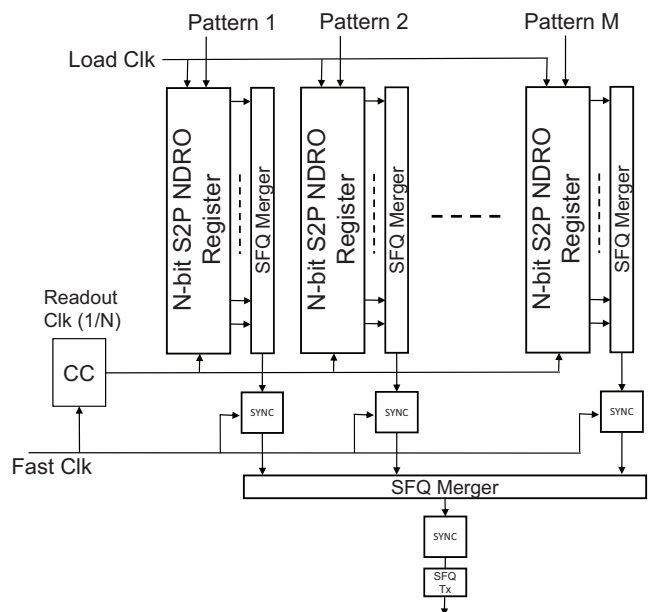 Pattern 1
Pattern 2
Pattern M
Load Clk
N-bit S2P NDRO
Register
SFQ Merger
N-bit S2P NDRO
Register
SFQ Merger
N-bit S2P NDRO
Register
SFQ Merger
Readout
Clk (1/N)
CC
SYNC
SYNC
SYNC
Fast Clk
SFQ Merger
SYNC
SFQ
Tx